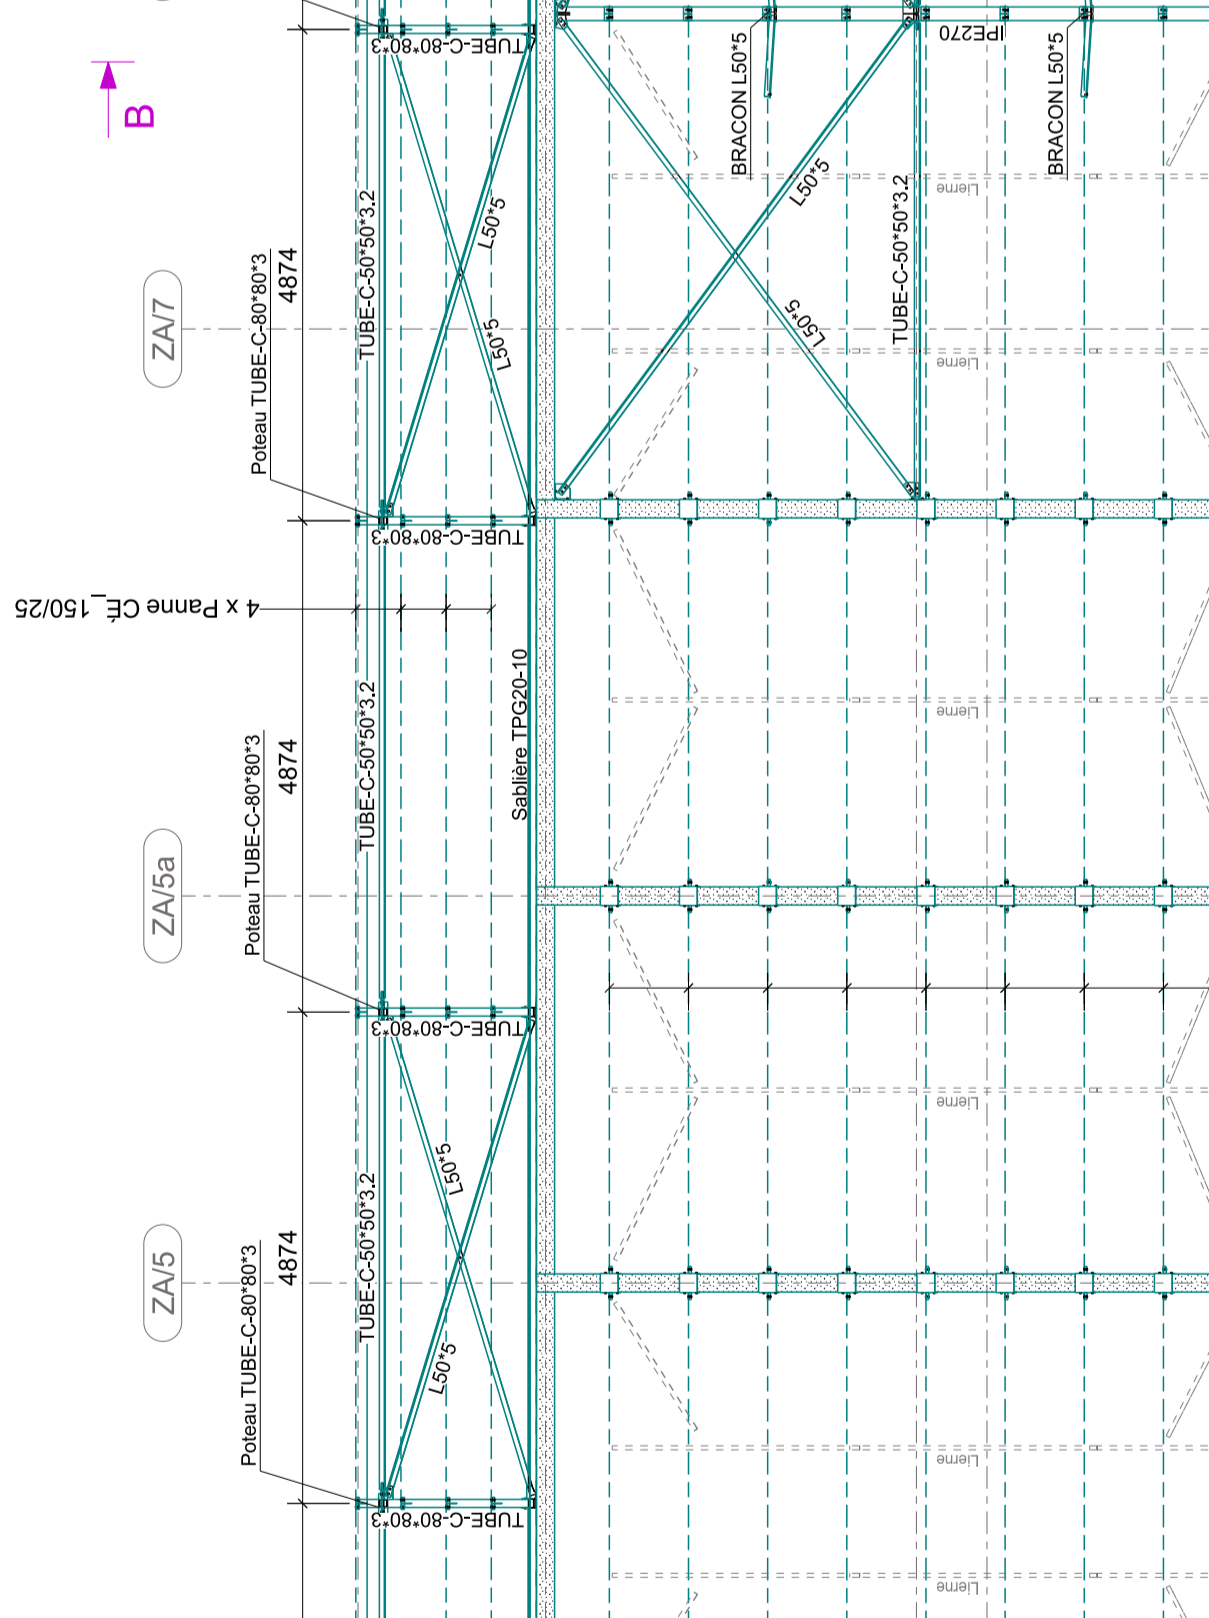 B
TUBE-C-80*80*3
IPE270
BRACON L50*5
BRACON L50*5
ZA/7
Poteau TUBE-C-80*80*3
4874
TUBE-C-50*50*3.2
L50*5
L50*5
L50*5
L50*5
TUBE-C-50*50*3.2
Lierne
Lierne
TUBE-C-80*80*3
4 x Panne CÉ_150/25
ZA/5a
Poteau TUBE-C-80*80*3
4874
TUBE-C-50*50*3.2
Sablière TPG20-10
Lierne
TUBE-C-80*80*3
Lierne
ZA/5
Poteau TUBE-C-80*80*3
4874
TUBE-C-50*50*3.2
L50*5
L50*5
Lierne
TUBE-C-80*80*3
Lierne